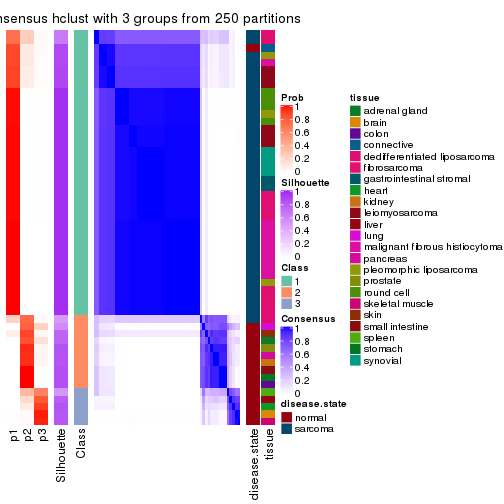 nsensus hclust with 3 groups from 250 partitions
Prob
1
0.8
0.6
0.4
0.2
0
Silhouette
1
0.8
0.6
0.4
0.2
0
Class
1
2
3
Consensus
1
0.8
0.6
0.4
0.2
0
disease.state
normal
sarcoma
tissue
adrenal gland
brain
colon
connective
dedifferentiated liposarcoma
fibrosarcoma
gastrointestinal stromal
heart
kidney
leiomyosarcoma
liver
lung
malignant fibrous histiocytoma
pancreas
pleomorphic liposarcoma
prostate
round cell
skeletal muscle
skin
small intestine
spleen
stomach
synovial
p1
p2
p3
Silhouette
Class
disease.state
tissue